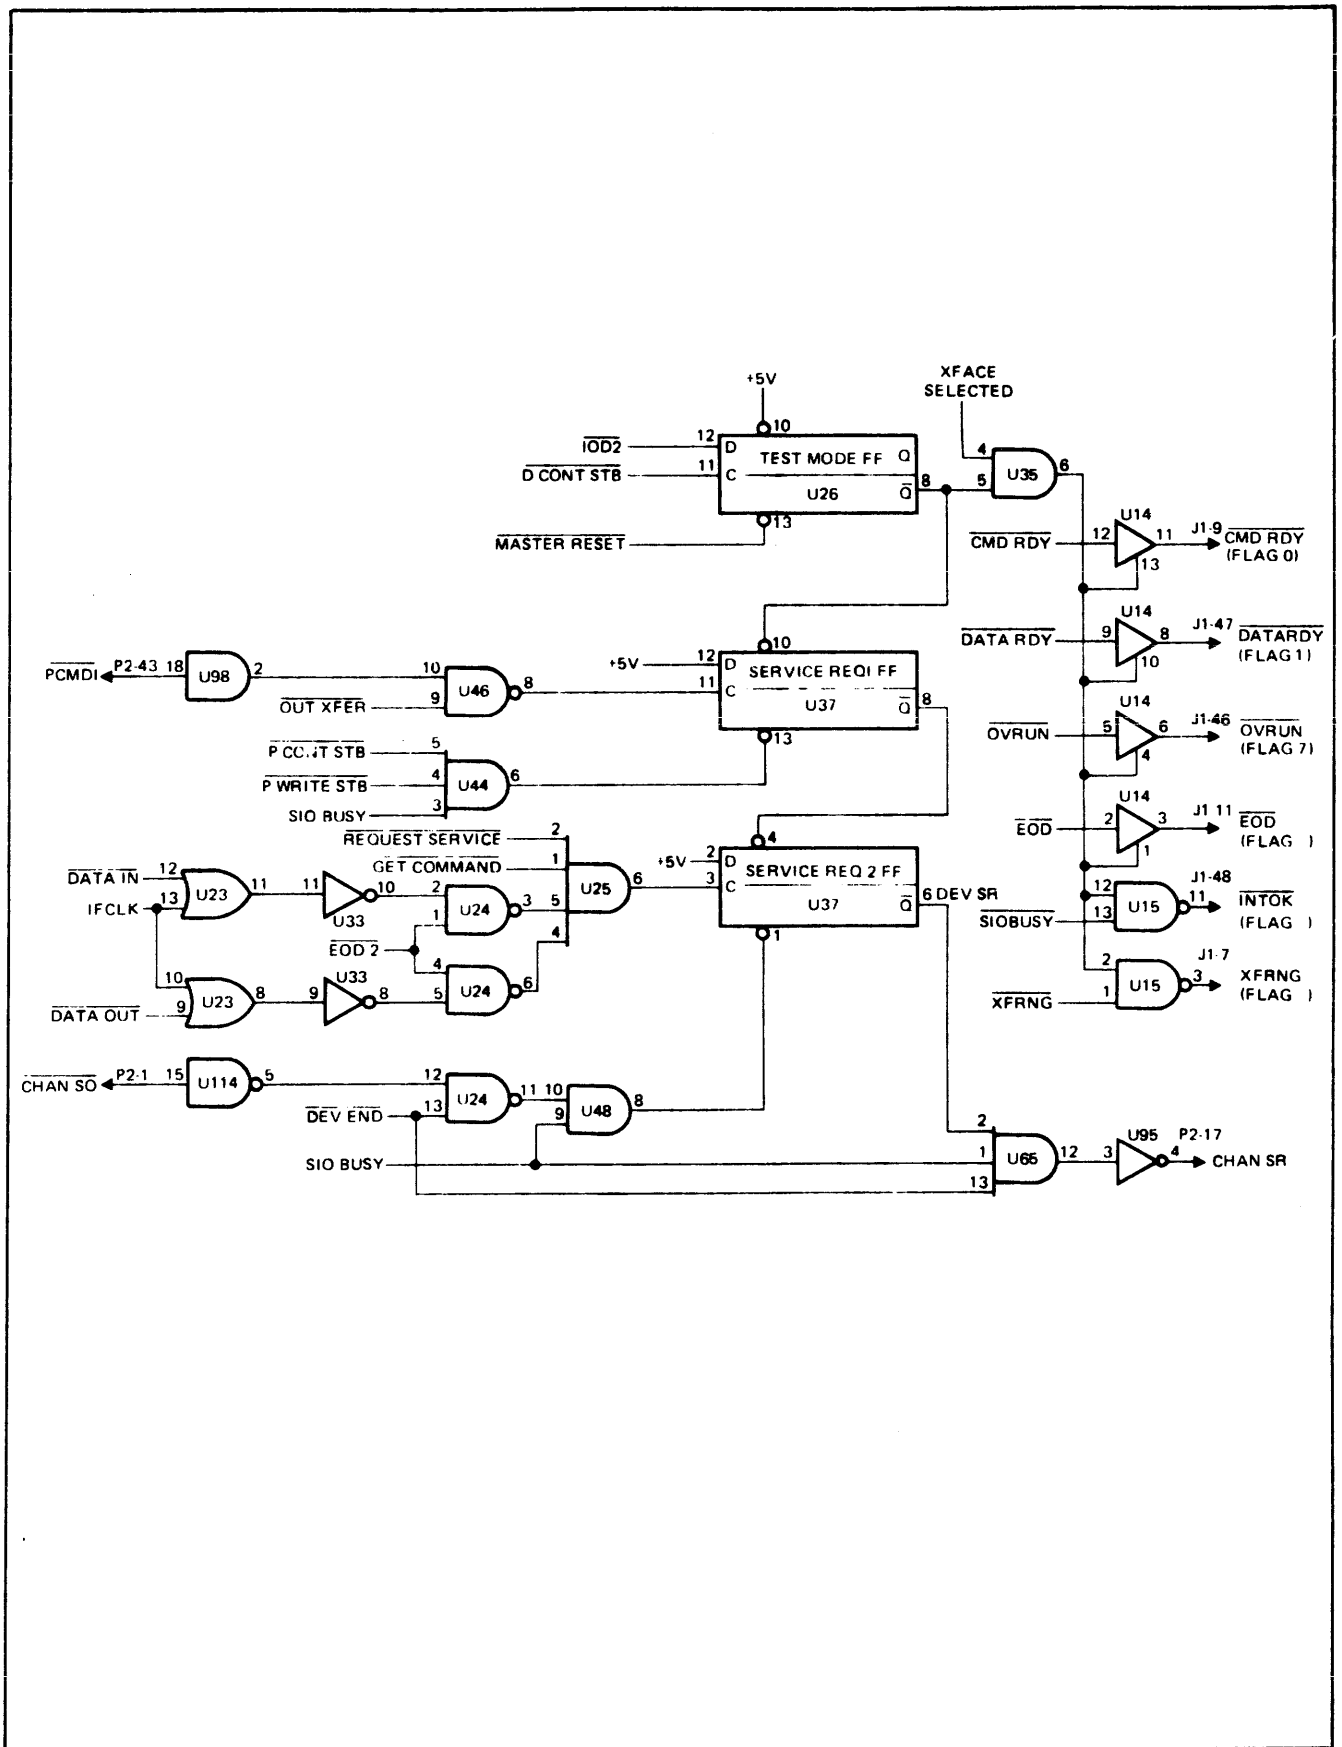 +5V
XFACE
SELECTED
10
IOD2 12 D
TEST MODE FF Q
D CONT STB 11 C
U26 Q 8
4
5 U35 6
13
MASTER RESET
U14
CMD RDY 12 11 J1-9 CMD RDY
13 (FLAG 0)
U14
DATA RDY 9 8 J1-47 DATARDY
10 (FLAG 1)
PCMDI P2-43 18 U98 2
10 U46 8
OUT XFER 9
10
+5V 12 D SERVICE REQ1 FF
11 C U37 Q 8
13
U14
OVRUN 5 6 J1-46 OVRUN
4 (FLAG 7)
P CONT STB 5
P WRITE STB 4 U44 6
SIO BUSY 3
U14
EOD 2 3 J1 11 EOD
1 (FLAG )
REQUEST SERVICE 2
GET COMMAND 1
U25 6
4
+5V 2 D SERVICE REQ 2 FF
3 C U37 Q 6 DEV SR
1
DATA IN 12
IFCLK 13 U23 11
11 U33 10
2 U24 3 5
1
EOD 2
4
12 U15 11 J1-48 INTOK
SIOBUSY 13 (FLAG )
10 U23 8
DATA OUT 9
9 U33 8
4 U24 6
5
2 U15 3 J1-7 XFRNG
XFRNG 1 (FLAG )
CHAN SO P2-1 15 U114 5
12 U24 11
DEV END 13
10 U48 8
9
SIO BUSY
2
1 U65 12
13
3 U95 4 P2-17 CHAN SR